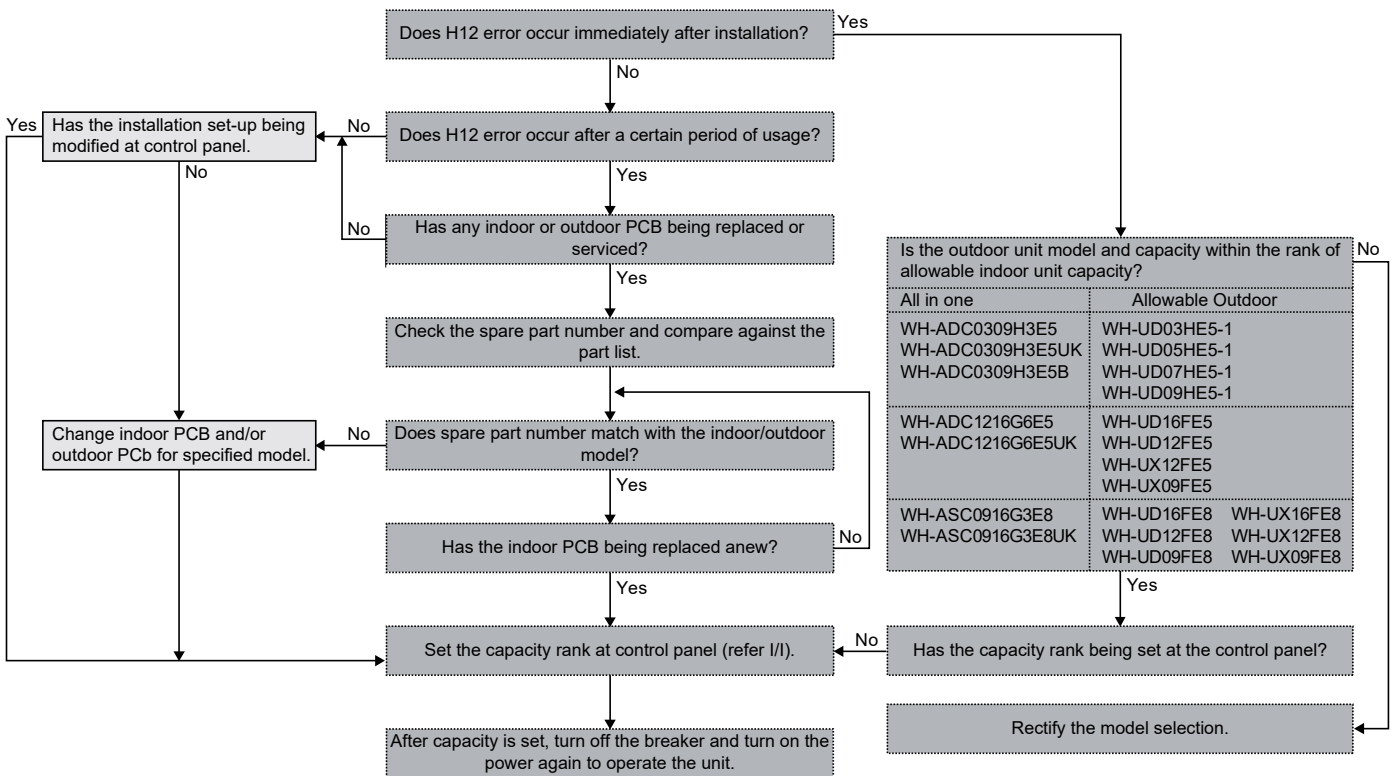 Does H12 error occur immediately after installation?
Yes
No
Does H12 error occur after a certain period of usage?
No
Yes
Has the installation set-up being
modified at control panel.
Yes
No
Has any indoor or outdoor PCB being replaced or
serviced?
No
Yes
Check the spare part number and compare against the
part list.
Does spare part number match with the indoor/outdoor
model?
No
Yes
Change indoor PCB and/or
outdoor PCb for specified model.
Has the indoor PCB being replaced anew?
No
Yes
Set the capacity rank at control panel (refer I/I).
After capacity is set, turn off the breaker and turn on the
power again to operate the unit.
Is the outdoor unit model and capacity within the rank of
allowable indoor unit capacity?
No
All in one Allowable Outdoor
WH-ADC0309H3E5 WH-UD03HE5-1
WH-ADC0309H3E5UK WH-UD05HE5-1
WH-ADC0309H3E5B WH-UD07HE5-1
WH-UD09HE5-1
WH-ADC1216G6E5 WH-UD16FE5
WH-ADC1216G6E5UK WH-UD12FE5
WH-UX12FE5
WH-UX09FE5
WH-ASC0916G3E8 WH-UD16FE8 WH-UX16FE8
WH-ASC0916G3E8UK WH-UD12FE8 WH-UX12FE8
WH-UD09FE8 WH-UX09FE8
Yes
Has the capacity rank being set at the control panel?
No
Rectify the model selection.